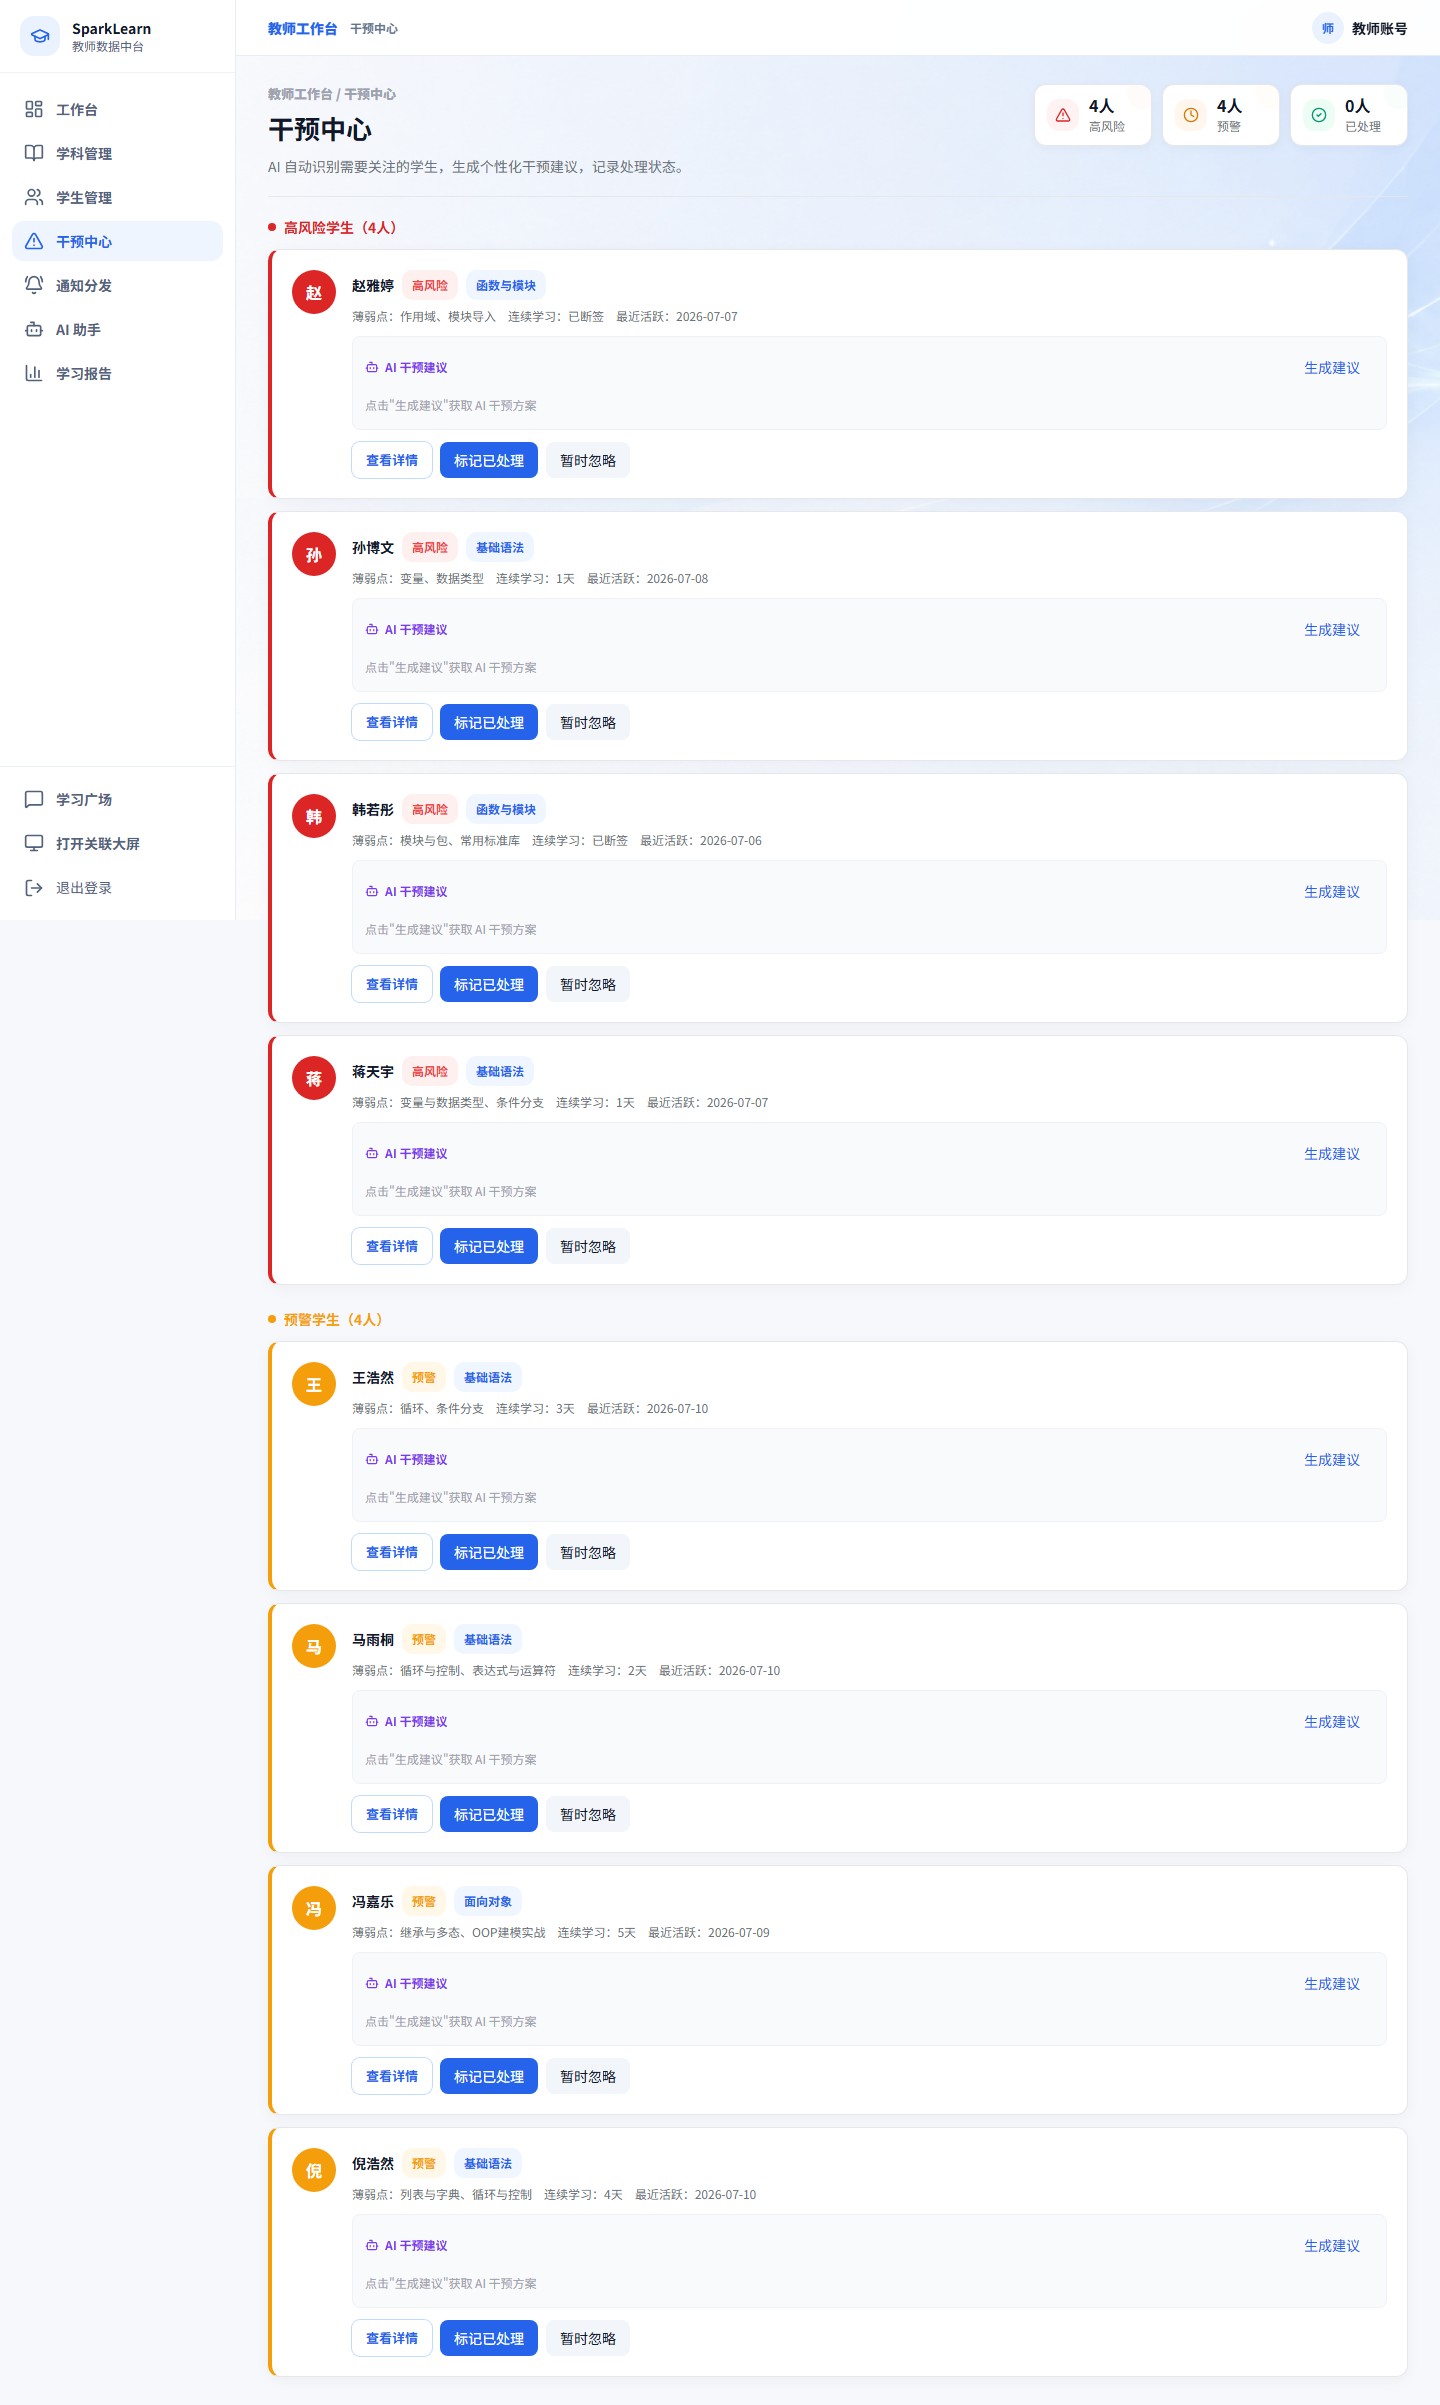 SparkLearn
教师数据中台
工作台
学科管理
学生管理
干预中心
通知分发
AI 助手
学习报告
学习广场
打开关联大屏
退出登录
教师工作台 干预中心
师 教师账号
教师工作台 / 干预中心
干预中心
AI 自动识别需要关注的学生，生成个性化干预建议，记录处理状态。
4人
高风险
4人
预警
0人
已处理
高风险学生（4人）
赵 赵雅婷 高风险 函数与模块
薄弱点：作用域、模块导入 连续学习：已断签 最近活跃：2026-07-07
AI 干预建议 生成建议
点击"生成建议"获取 AI 干预方案
查看详情 标记已处理 暂时忽略
孙 孙博文 高风险 基础语法
薄弱点：变量、数据类型 连续学习：1天 最近活跃：2026-07-08
AI 干预建议 生成建议
点击"生成建议"获取 AI 干预方案
查看详情 标记已处理 暂时忽略
韩 韩若彤 高风险 函数与模块
薄弱点：模块与包、常用标准库 连续学习：已断签 最近活跃：2026-07-06
AI 干预建议 生成建议
点击"生成建议"获取 AI 干预方案
查看详情 标记已处理 暂时忽略
蒋 蒋天宇 高风险 基础语法
薄弱点：变量与数据类型、条件分支 连续学习：1天 最近活跃：2026-07-07
AI 干预建议 生成建议
点击"生成建议"获取 AI 干预方案
查看详情 标记已处理 暂时忽略
预警学生（4人）
王 王浩然 预警 基础语法
薄弱点：循环、条件分支 连续学习：3天 最近活跃：2026-07-10
AI 干预建议 生成建议
点击"生成建议"获取 AI 干预方案
查看详情 标记已处理 暂时忽略
马 马雨桐 预警 基础语法
薄弱点：循环与控制、表达式与运算符 连续学习：2天 最近活跃：2026-07-10
AI 干预建议 生成建议
点击"生成建议"获取 AI 干预方案
查看详情 标记已处理 暂时忽略
冯 冯嘉乐 预警 面向对象
薄弱点：继承与多态、OOP建模实战 连续学习：5天 最近活跃：2026-07-09
AI 干预建议 生成建议
点击"生成建议"获取 AI 干预方案
查看详情 标记已处理 暂时忽略
倪 倪浩然 预警 基础语法
薄弱点：列表与字典、循环与控制 连续学习：4天 最近活跃：2026-07-10
AI 干预建议 生成建议
点击"生成建议"获取 AI 干预方案
查看详情 标记已处理 暂时忽略